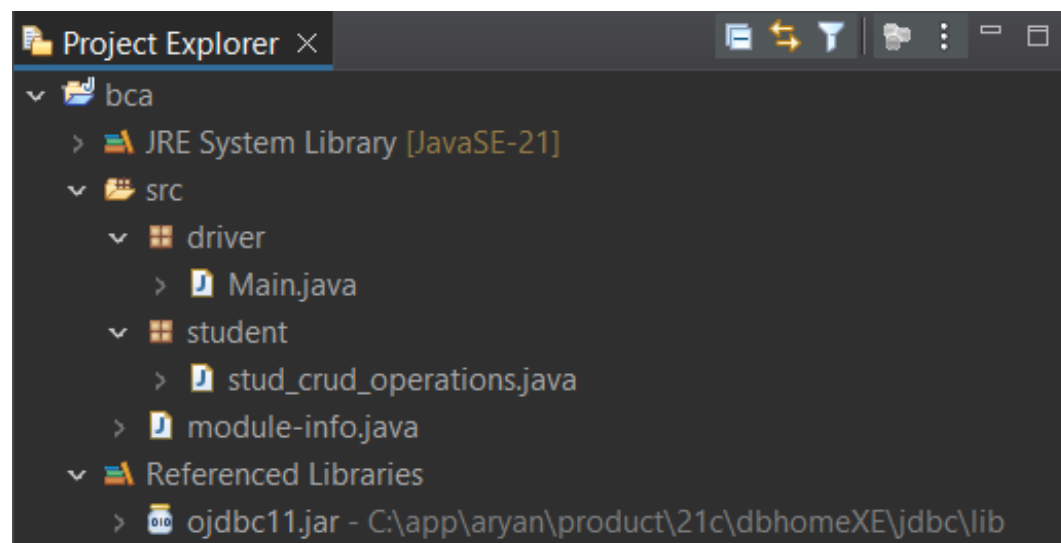 Project Explorer
bca
JRE System Library [JavaSE-21]
src
driver
Main.java
student
stud_crud_operations.java
module-info.java
Referenced Libraries
ojdbc11.jar - C:\app\aryan\product\21c\dbhomeXE\jdbc\lib